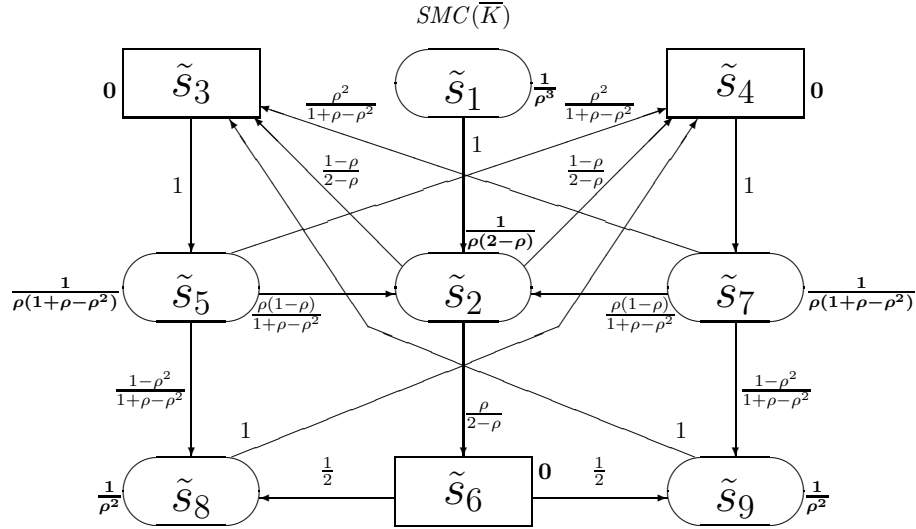 SMC(K̅)
0 s̃₃ ρ²/(1+ρ−ρ²) s̃₁ 1/ρ³ ρ²/(1+ρ−ρ²) s̃₄ 0
1 (1−ρ)/(2−ρ) 1 (1−ρ)/(2−ρ) 1
1/(ρ(2−ρ))
1/(ρ(1+ρ−ρ²)) s̃₅ ρ(1−ρ)/(1+ρ−ρ²) s̃₂ ρ(1−ρ)/(1+ρ−ρ²) s̃₇ 1/(ρ(1+ρ−ρ²))
(1−ρ²)/(1+ρ−ρ²) 1 ρ/(2−ρ) 1 (1−ρ²)/(1+ρ−ρ²)
1/ρ² s̃₈ 1/2 s̃₆ 0 1/2 s̃₉ 1/ρ²